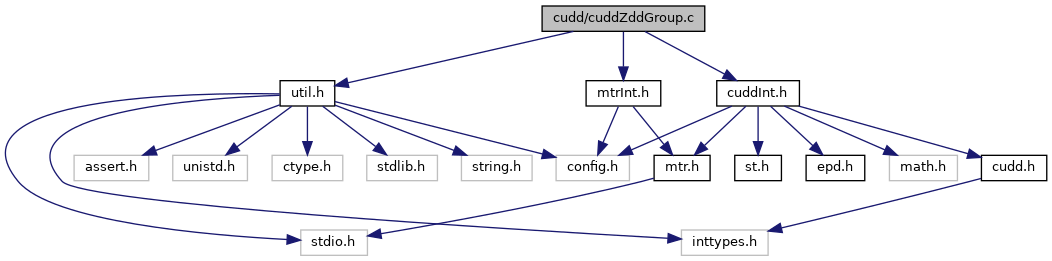 cudd/cuddZddGroup.c
util.h
mtrInt.h
cuddInt.h
assert.h
unistd.h
ctype.h
stdlib.h
string.h
config.h
mtr.h
st.h
epd.h
math.h
cudd.h
stdio.h
inttypes.h